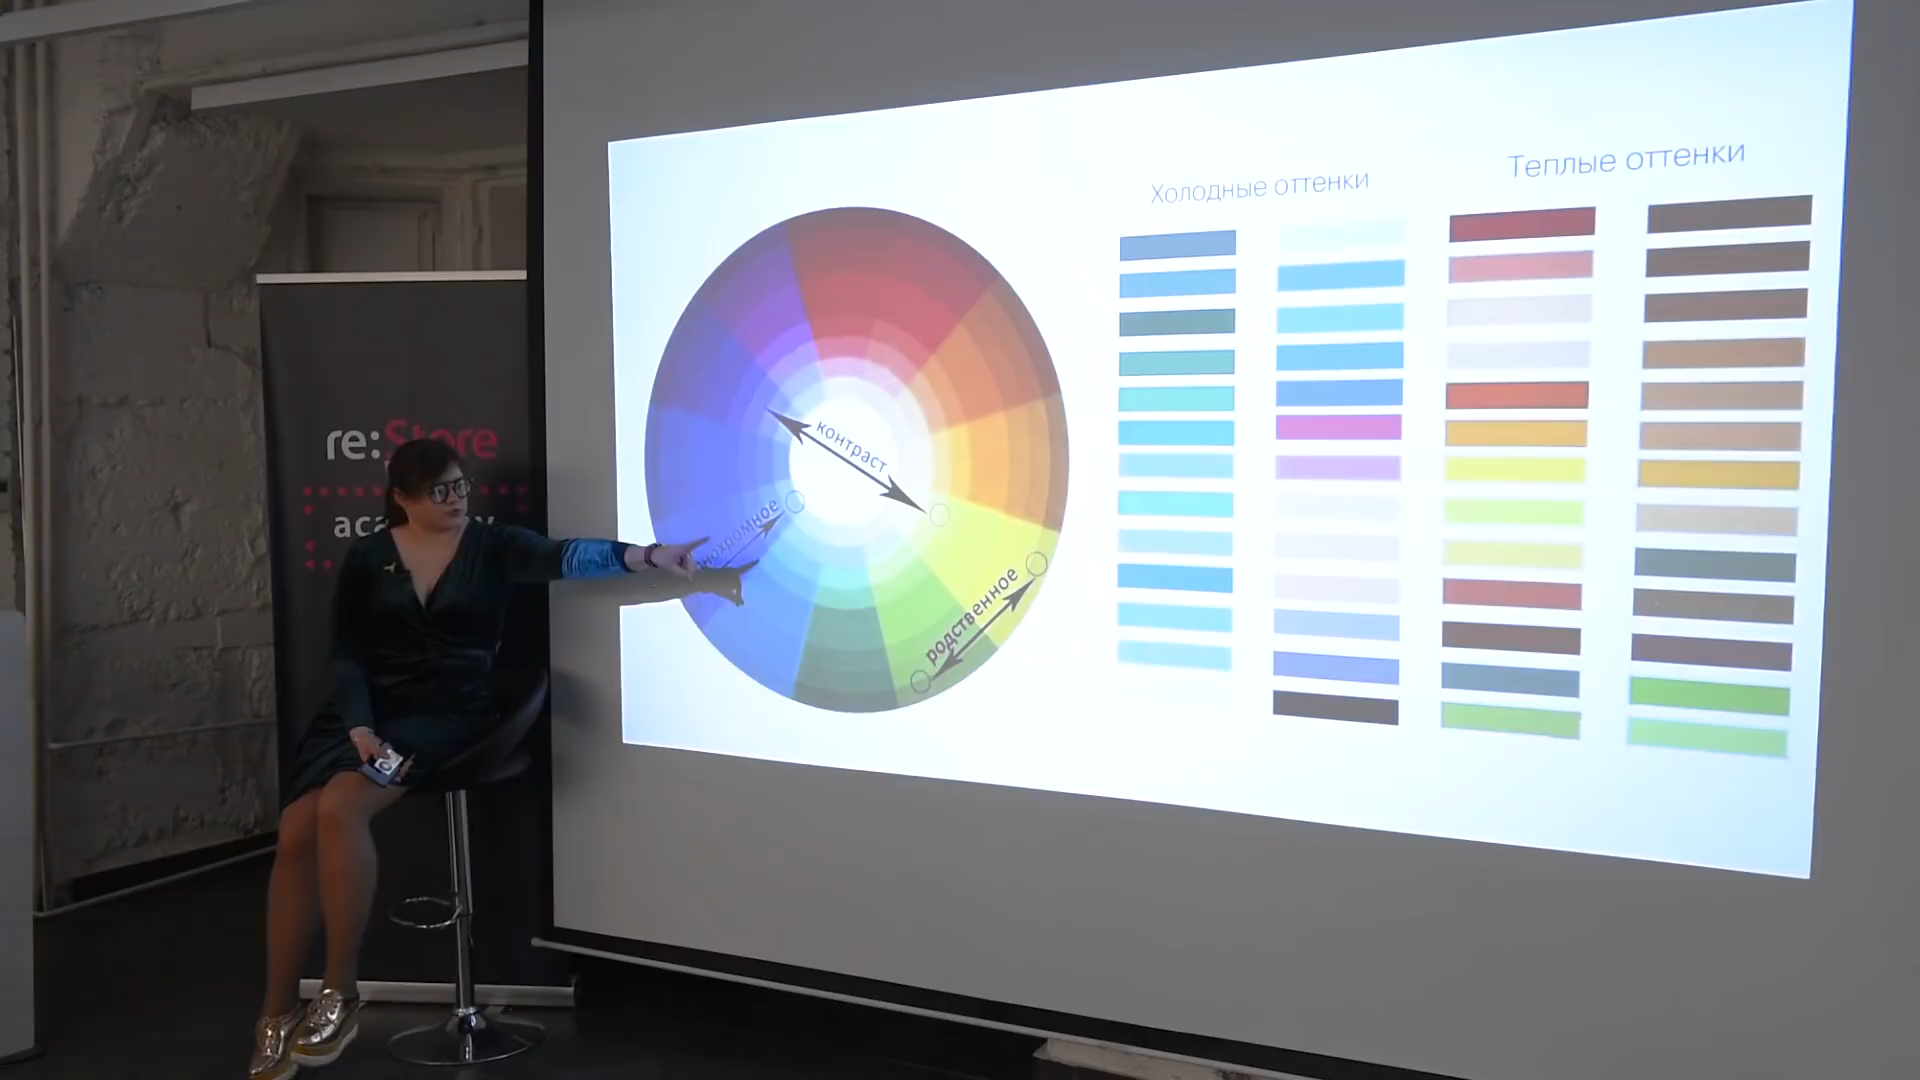 re:Store
Холодные оттенки
Теплые оттенки
контраст
родственное